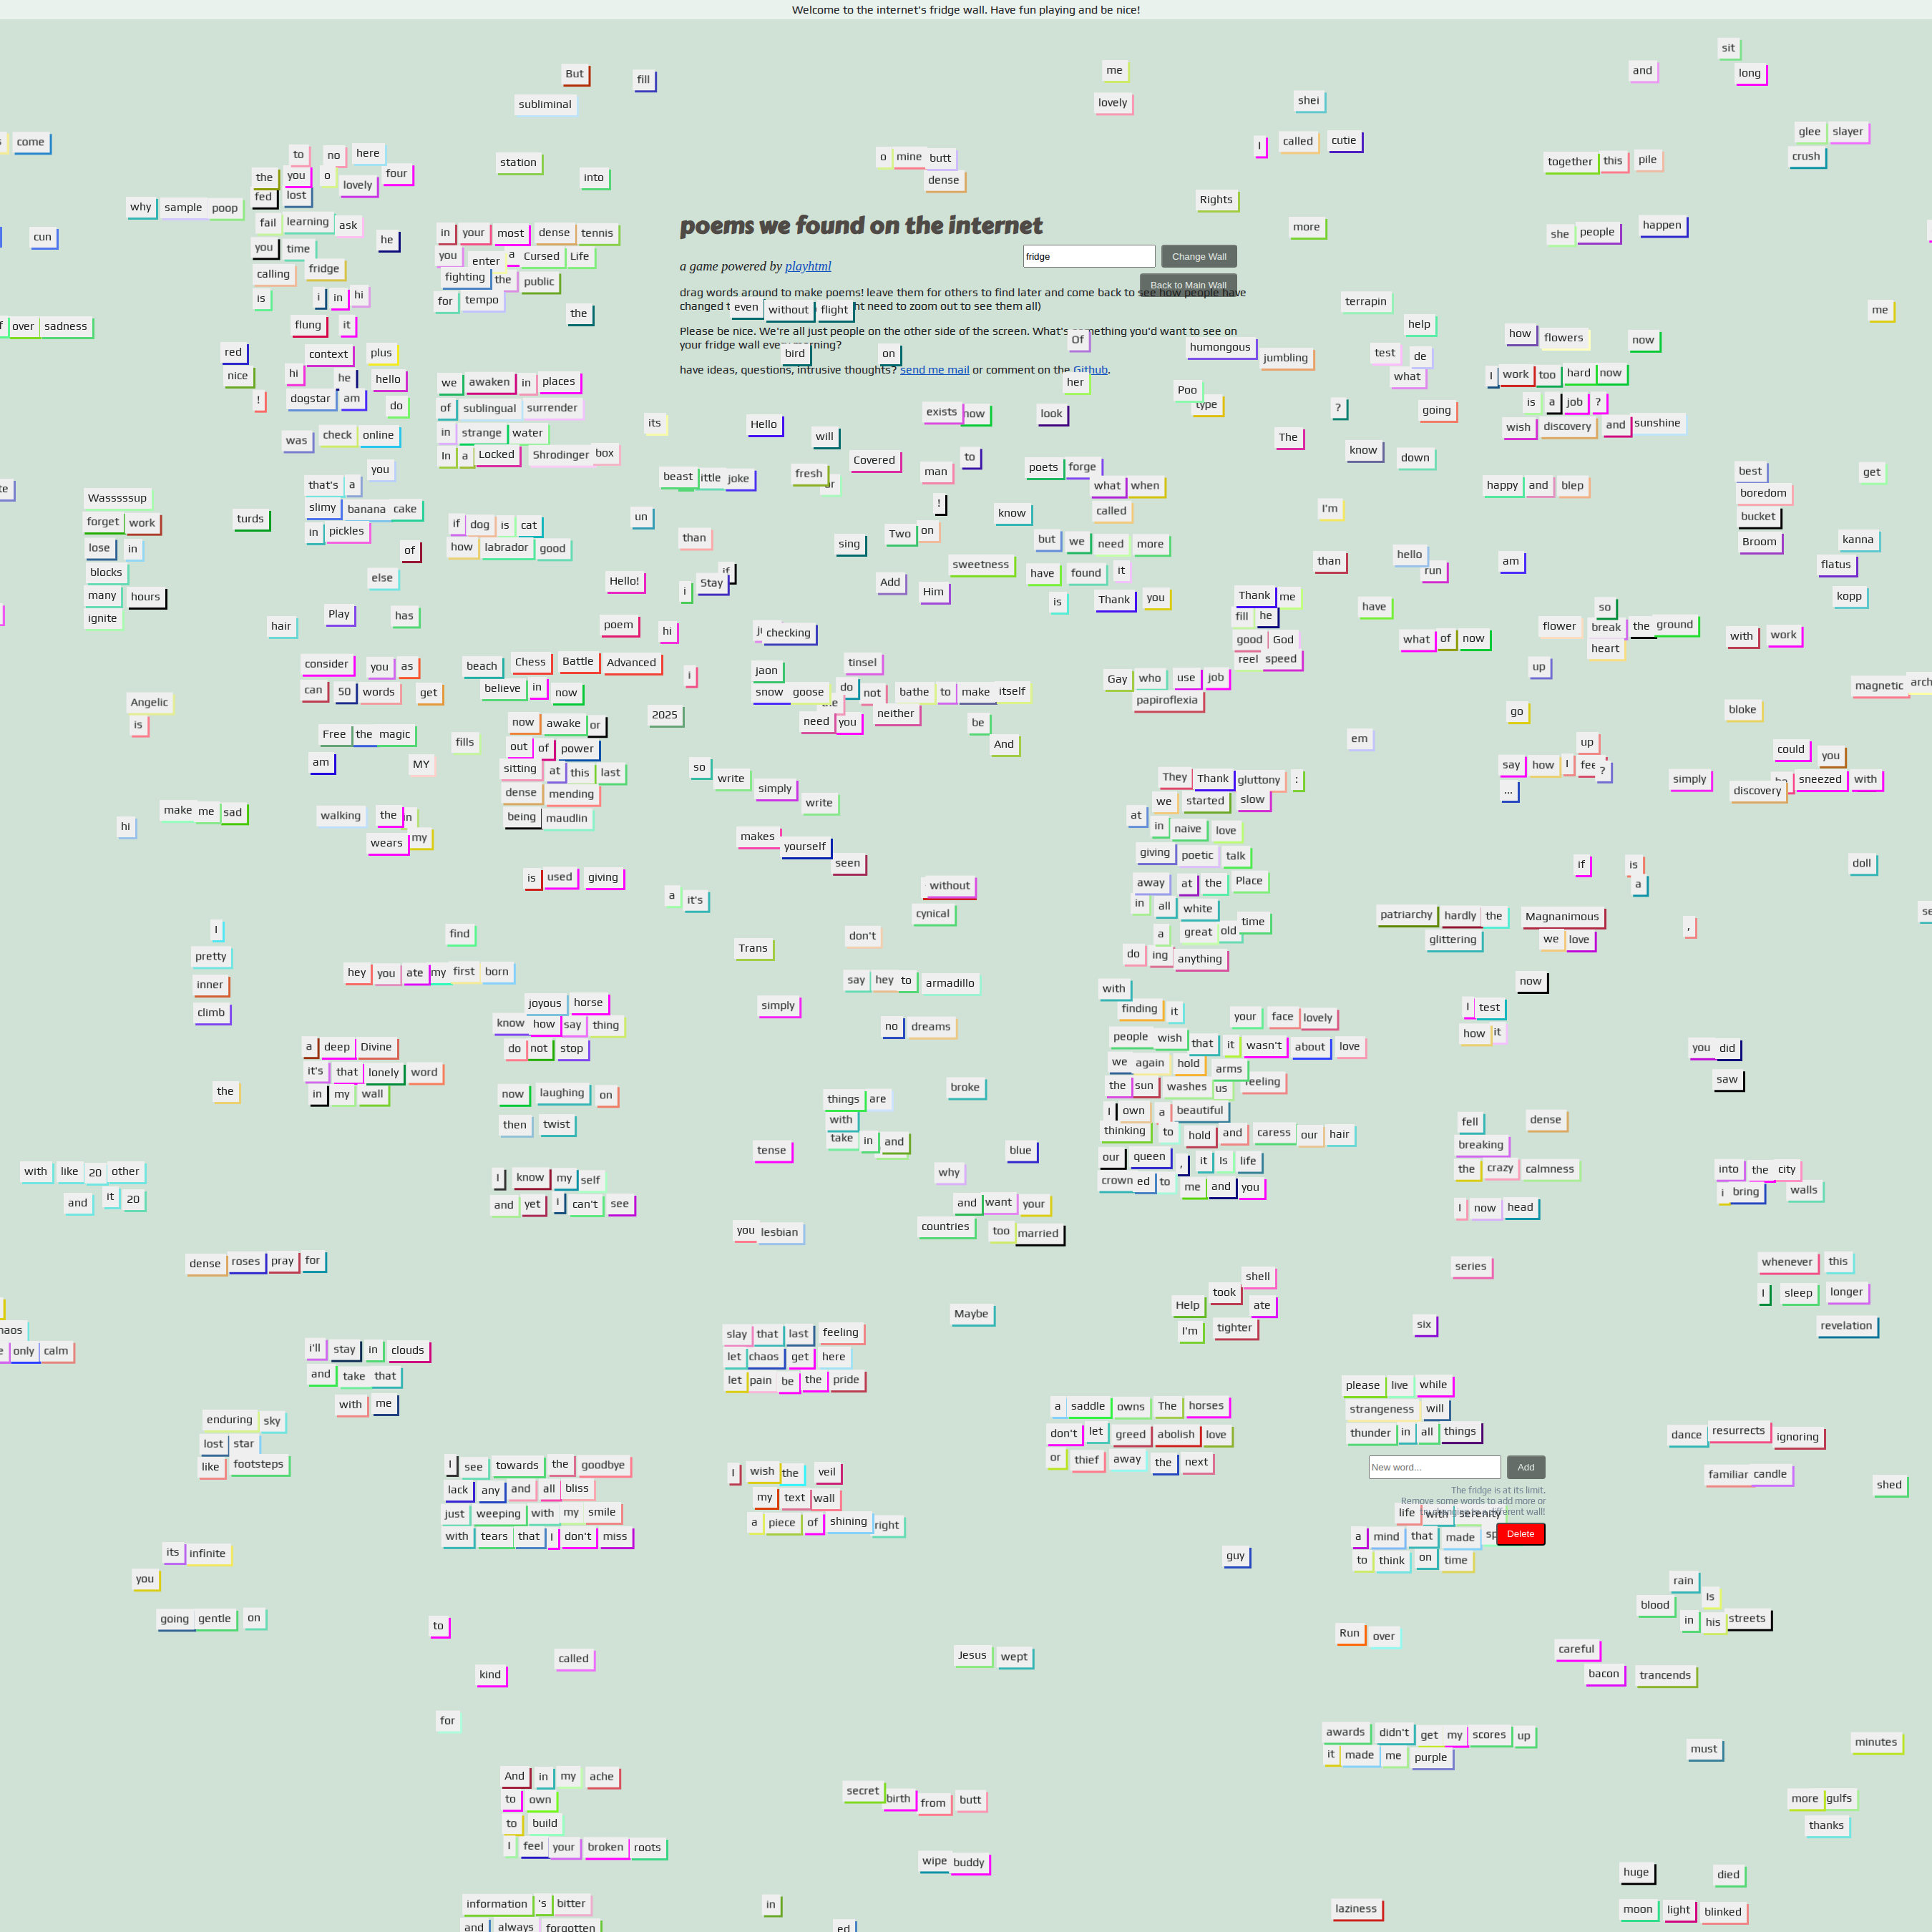 Welcome to the internet's fridge wall. Have fun playing and be nice!
sit
But fill me and long
subliminal lovely shei
glee slayer
come I called cutie
to no here o mine butt together this pile crush
station
the you o lovely four into dense
fed lost
why sample poop Rights
fail learning ask
poems we found on the internet more she people happen
cun you time he in your most dense tennis
you enter a Cursed Life
a game powered by playhtml fridge Change Wall
calling fridge fighting the public Back to Main Wall
drag words around to make poems! leave them for others to find later and come back to see how people have
is i in hi for tempo the even without flight terrapin me
over sadness flung it
Please be nice. We're all just people on the other side of the screen. What's something you'd want to see on
your fridge wall every morning?
help how flowers now
red context plus bird on Of humongous jumbling test de
have ideas, questions, intrusive thoughts? send me mail or comment on the Github.
nice hi he hello what I work too hard now
! dogstar am do we awaken in places her Poo type
of sublingual surrender is a job ?
its Hello exists now look ? going
wish discovery and sunshine
was check online in strange water will The
In a Locked Shrodinger box Covered man to know down
you beast ittle joke fresh poets forge best get
that's a what when happy and blep boredom
Wasssssup slimy banana cake ! called I'm bucket
forget work turds in pickles if dog is cat un know
lose in of how labrador good than sing Two on but we need more Broom kanna
blocks else Hello! i Stay Add sweetness have found it than hello run am flatus
many hours Him is Thank you Thank me kopp
ignite hair Play has poem hi checking fill he have so
good God flower break the ground
reel speed what of now heart with work
consider you as beach Chess Battle Advanced jaon tinsel up
can 50 words get believe in now i snow goose do not bathe to make itself Gay who use job magnetic
Angelic papiroflexia
is 2025 need you neither be go bloke
Free the magic fills now awake or And em up
am MY out of power could you
sitting at this last so write simply They Thank gluttony : say how I ?
dense mending write we started slow ... simply discovery sneezed with
make me sad walking the being maudlin at in naive love
hi wears my makes yourself seen giving poetic talk
is used giving away at the Place if is a doll
a it's without in all white
cynical a great old time patriarchy hardly the Magnanimous ,
I find Trans don't do ing anything glittering we love
pretty
hey you ate my first born say hey to armadillo now
inner with
climb joyous horse simply finding it your face lovely I test
know how say thing no dreams people wish that it wasn't about love how it
a deep Divine do not stop we again hold arms you did
it's that lonely word the sun washes us feeling saw
the in my wall now laughing on things are broke I own a beautiful
then twist with thinking to hold and caress our hair fell dense
take in and breaking
tense blue our queen , it Is life the crazy calmness
with like 20 other I know my self why crown ed to me and you into the city
and it 20 and yet i can't see and want your I now head i bring walls
you lesbian countries too married
dense roses pray for shell series whenever this
took
Help ate I sleep longer
Maybe I'm tighter six revelation
only calm i'll stay in clouds slay that last feeling
and take that let chaos get here
with me let pain be the pride please live while
enduring sky a saddle owns The horses strangeness will
lost star don't let greed abolish love thunder in all things dance resurrects ignoring
like footsteps I see towards the goodbye or thief away the next New word... Add
lack any and all bliss I wish the veil familiar candle shed
just weeping with my smile my text wall The fridge is at its limit.
Remove some words to add more or
with tears that I don't miss a piece of shining right life with serenity
a mind that made Delete
its infinite guy to think on time
you rain
blood Is
going gentle on in his streets
to Run over
called Jesus wept careful
kind bacon trancends
for awards didn't get my scores up
it made me purple must minutes
And in my ache
to own secret birth from butt more gulfs
to build thanks
I feel your broken roots
wipe buddy huge died
information 's bitter in laziness moon light blinked
and always forgotten ed